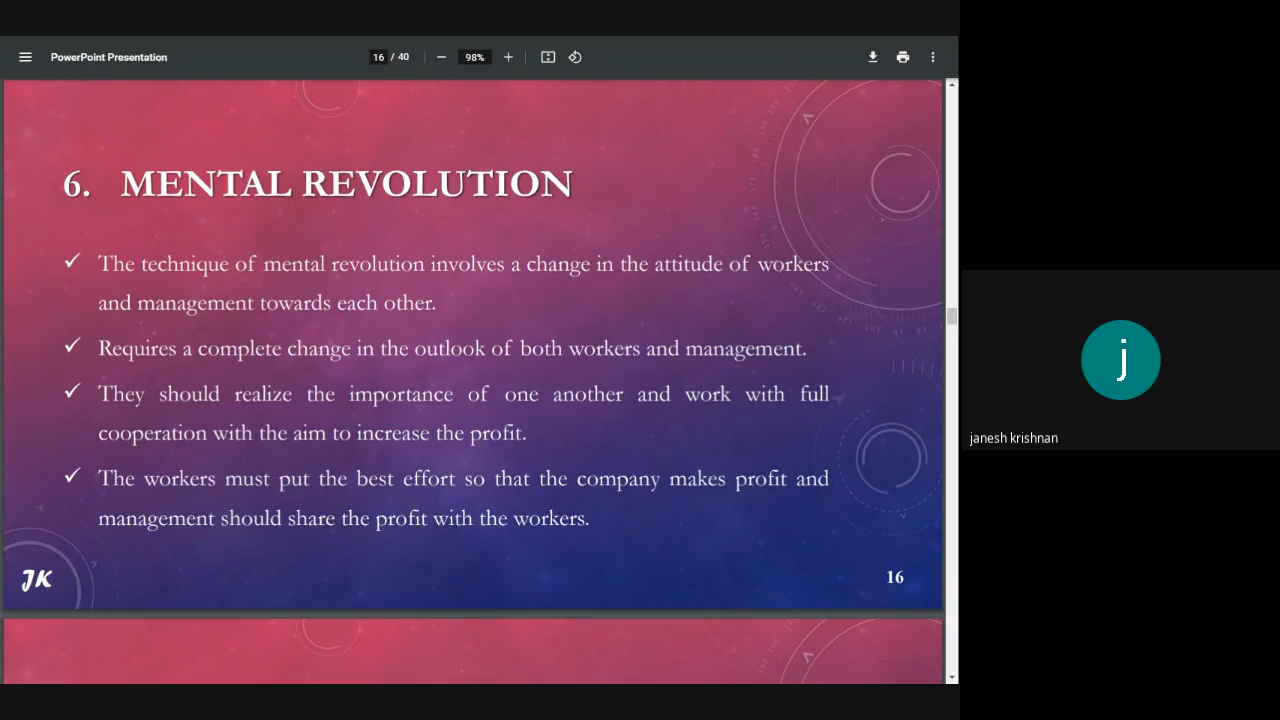 PowerPoint Presentation
16 / 40
98%
6. MENTAL REVOLUTION
✓ The technique of mental revolution involves a change in the attitude of workers
and management towards each other.
✓ Requires a complete change in the outlook of both workers and management.
✓ They should realize the importance of one another and work with full
cooperation with the aim to increase the profit.
✓ The workers must put the best effort so that the company makes profit and
management should share the profit with the workers.
JK
16
j
janesh krishnan